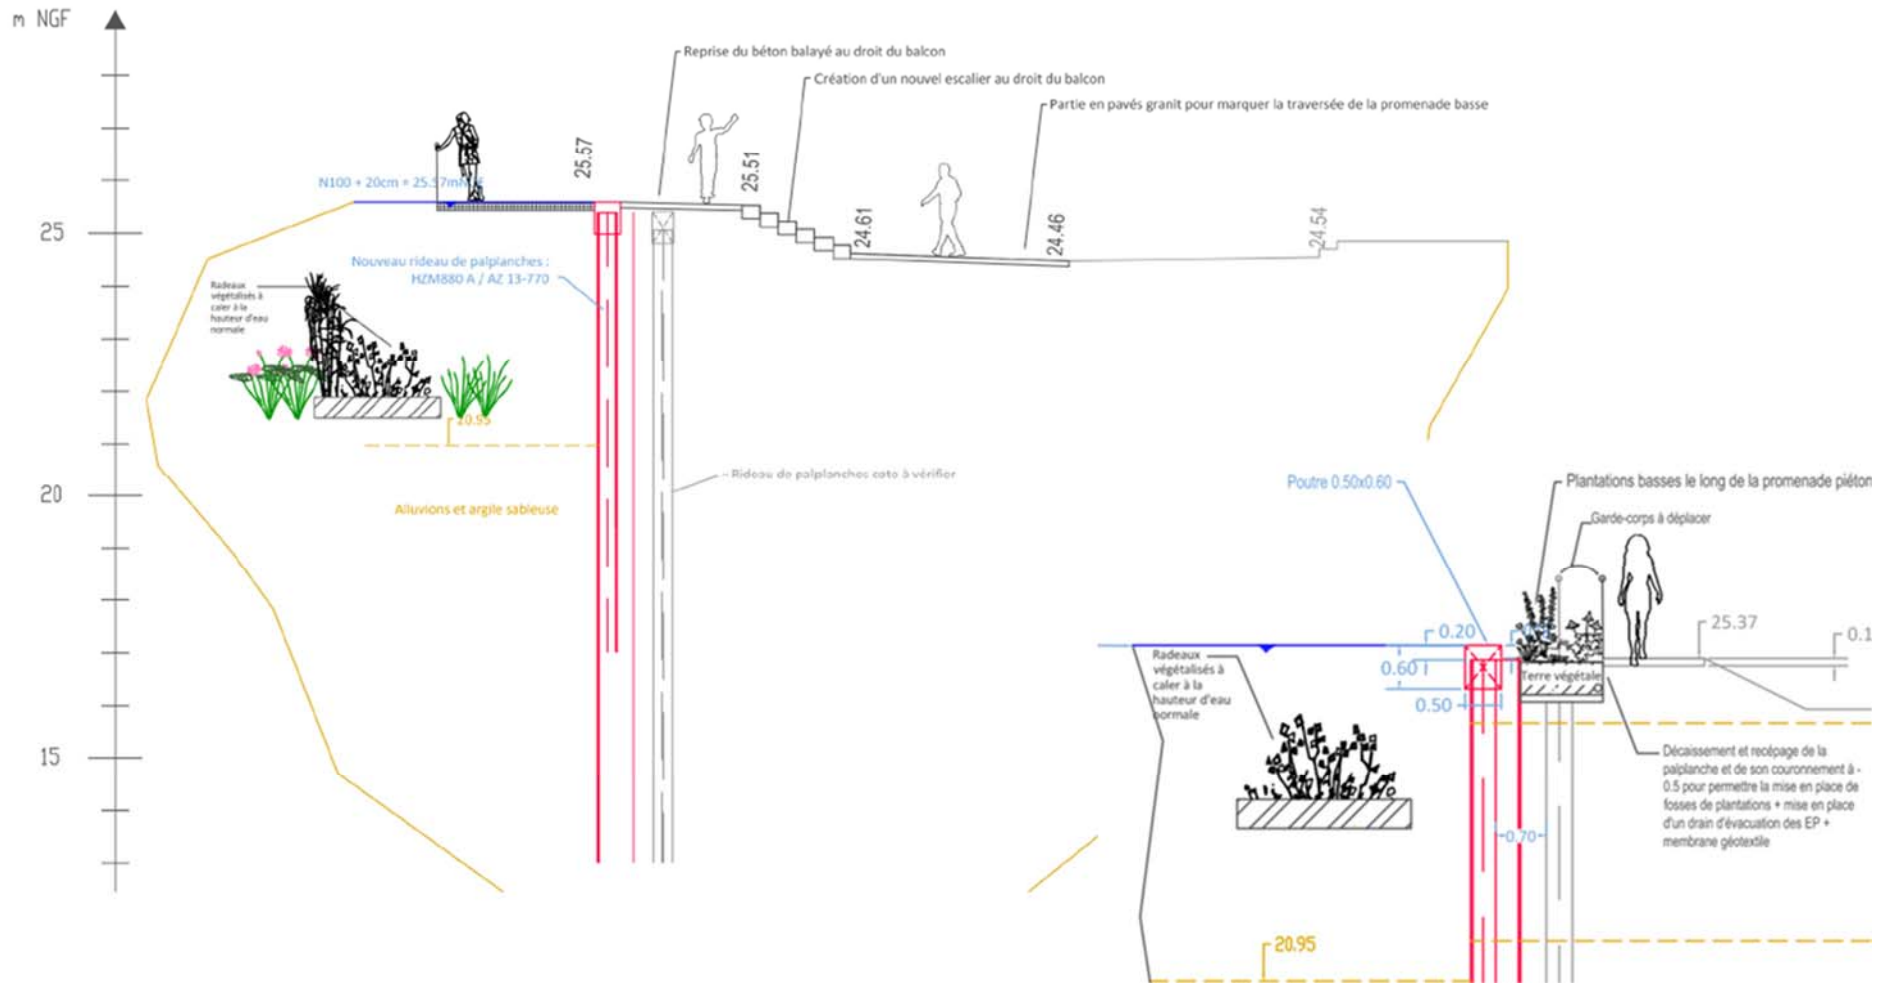 m NGF
Reprise du béton balayé au droit du balcon
Création d'un nouvel escalier au droit du balcon
Partie en pavés granit pour marquer la traversée de la promenade basse
25.57
25.51
N100 + 20cm = 25.57m
24.61
24.46
24.54
25
Nouveau rideau de palplanches :
HZM880 A / AZ 13-770
Radeaux
végétalisés à
caler à la
hauteur d'eau
normale
20.95
Rideau de palplanches cote à vérifier
20
Alluvions et argile sableuse
Poutre 0.50x0.60
Plantations basses le long de la promenade piéton
Garde-corps à déplacer
0.20
25.37
0.1
0.60
0.50
Radeaux
végétalisés à
caler à la
hauteur d'eau
normale
Terre végétale
15
Décaissement et recépage de la
palplanche et de son couronnement à -
0.5 pour permettre la mise en place de
fosses de plantations + mise en place
d'un drain d'évacuation des EP +
membrane géotextile
0.70
20.95